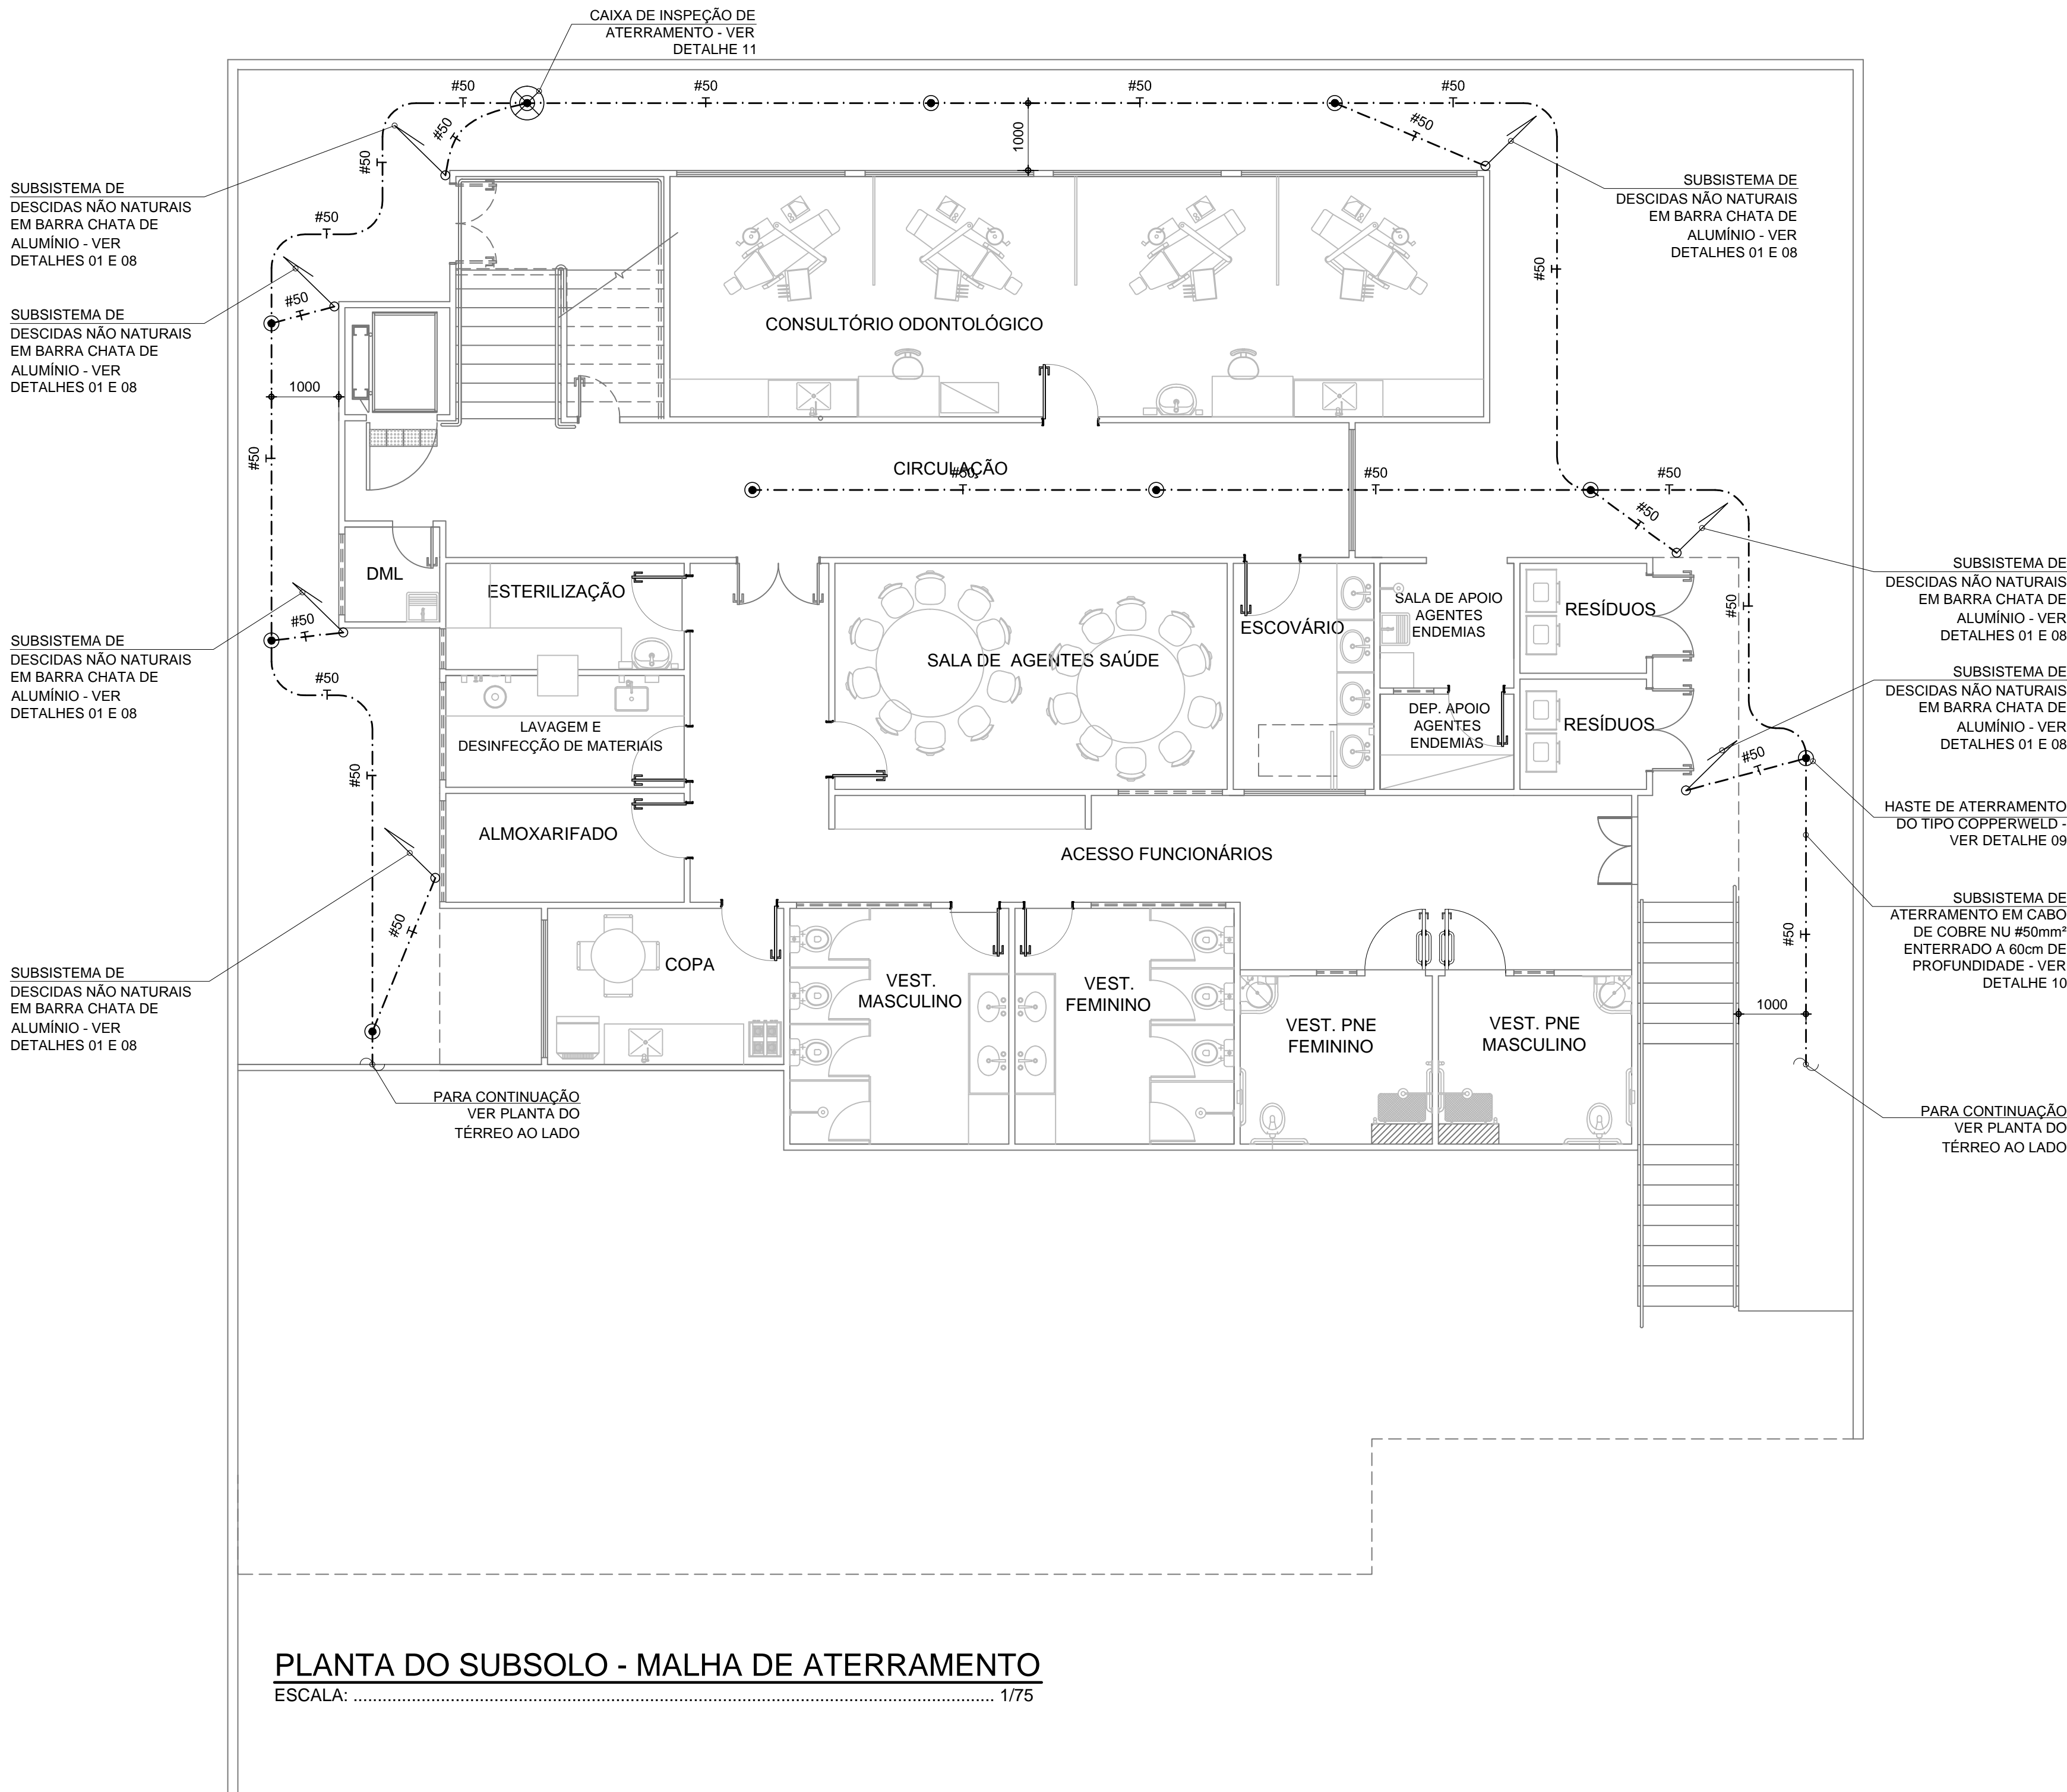 CAIXA DE INSPEÇÃO DE
ATERRAMENTO - VER
DETALHE 11
#50
#50
#50
#50
#50
#50
#50
1000
SUBSISTEMA DE
DESCIDAS NÃO NATURAIS
EM BARRA CHATA DE
ALUMÍNIO - VER
DETALHES 01 E 08
SUBSISTEMA DE
DESCIDAS NÃO NATURAIS
EM BARRA CHATA DE
ALUMÍNIO - VER
DETALHES 01 E 08
#50
#50
#50
SUBSISTEMA DE
DESCIDAS NÃO NATURAIS
EM BARRA CHATA DE
ALUMÍNIO - VER
DETALHES 01 E 08
CONSULTÓRIO ODONTOLÓGICO
1000
#50
CIRCULAÇÃO
#50
#50
#50
#50
DML
ESTERILIZAÇÃO
SALA DE AGENTES SAÚDE
ESCOVÁRIO
SALA DE APOIO
AGENTES
ENDEMIAS
RESÍDUOS
#50
SUBSISTEMA DE
DESCIDAS NÃO NATURAIS
EM BARRA CHATA DE
ALUMÍNIO - VER
DETALHES 01 E 08
SUBSISTEMA DE
DESCIDAS NÃO NATURAIS
EM BARRA CHATA DE
ALUMÍNIO - VER
DETALHES 01 E 08
#50
#50
LAVAGEM E
DESINFECÇÃO DE MATERIAIS
DEP. APOIO
AGENTES
ENDEMIAS
RESÍDUOS
SUBSISTEMA DE
DESCIDAS NÃO NATURAIS
EM BARRA CHATA DE
ALUMÍNIO - VER
DETALHES 01 E 08
#50
#50
ALMOXARIFADO
ACESSO FUNCIONÁRIOS
HASTE DE ATERRAMENTO
DO TIPO COPPERWELD -
VER DETALHE 09
SUBSISTEMA DE
ATERRAMENTO EM CABO
DE COBRE NU #50mm²
ENTERRADO A 60cm DE
PROFUNDIDADE - VER
DETALHE 10
#50
#50
SUBSISTEMA DE
DESCIDAS NÃO NATURAIS
EM BARRA CHATA DE
ALUMÍNIO - VER
DETALHES 01 E 08
COPA
VEST.
MASCULINO
VEST.
FEMININO
VEST. PNE
FEMININO
VEST. PNE
MASCULINO
1000
PARA CONTINUAÇÃO
VER PLANTA DO
TÉRREO AO LADO
PARA CONTINUAÇÃO
VER PLANTA DO
TÉRREO AO LADO
PLANTA DO SUBSOLO - MALHA DE ATERRAMENTO
ESCALA: .................................................................................................................................... 1/75